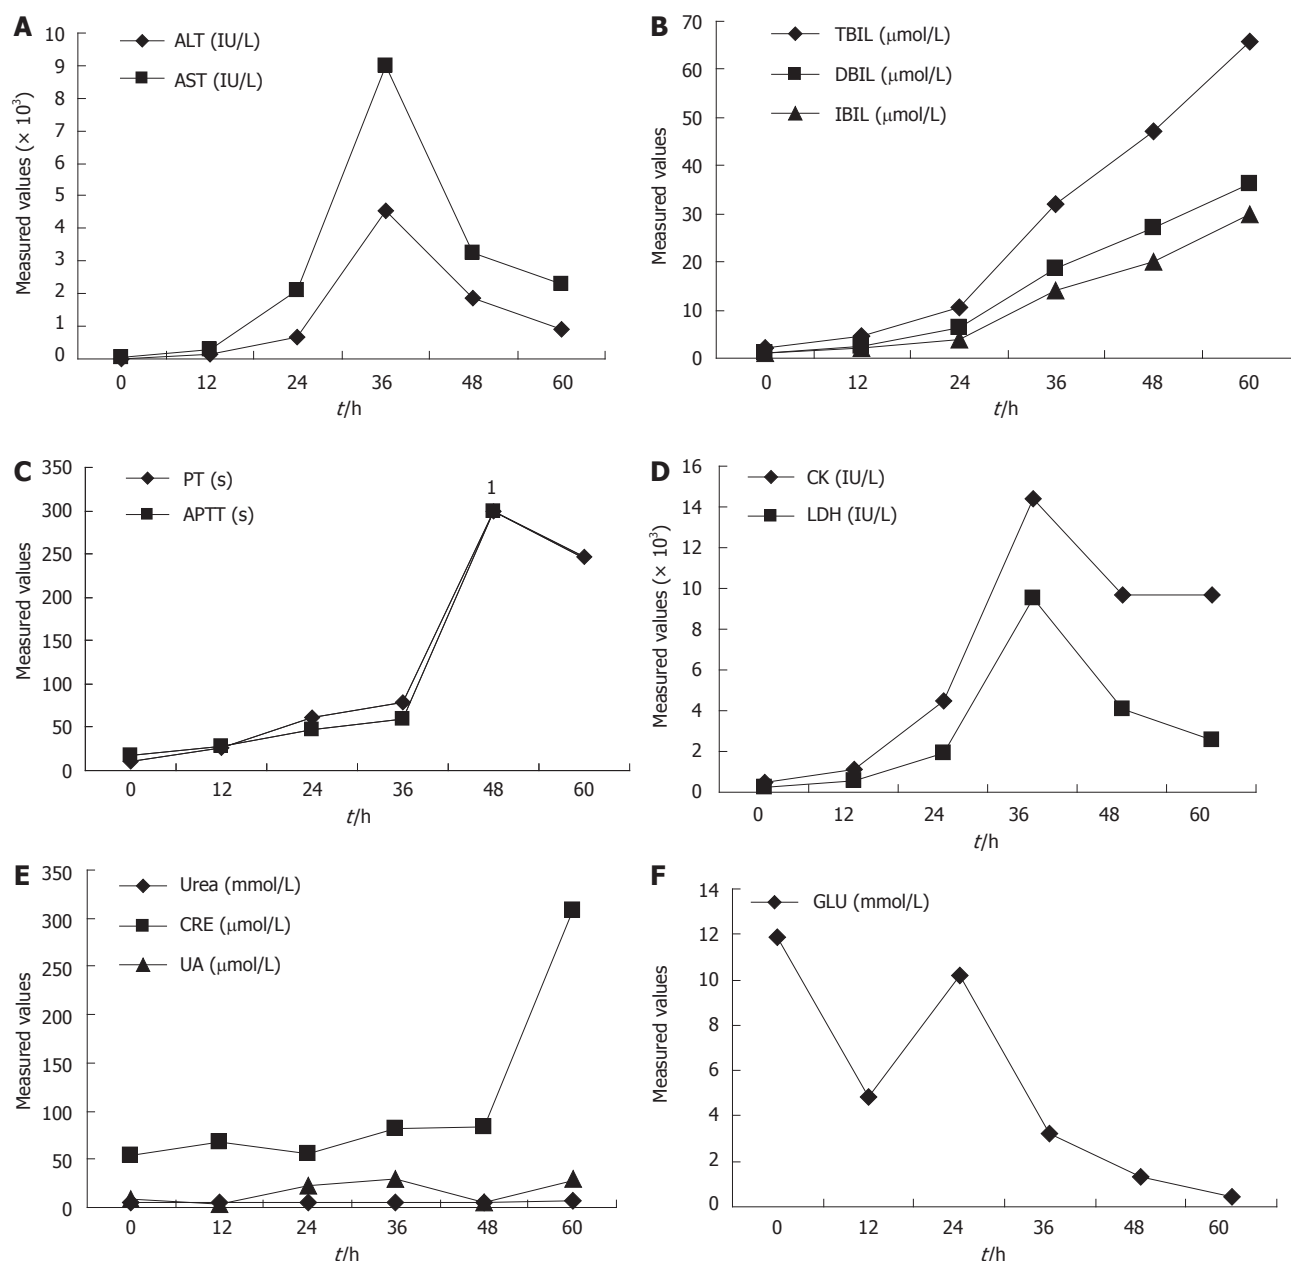 A
ALT (IU/L)
AST (IU/L)
Measured values (× 10³)
10
9
8
7
6
5
4
3
2
1
0
0 12 24 36 48 60
t/h
B
TBIL (μmol/L)
DBIL (μmol/L)
IBIL (μmol/L)
Measured values
70
60
50
40
30
20
10
0
0 12 24 36 48 60
t/h
C
PT (s)
APTT (s)
1
Measured values
350
300
250
200
150
100
50
0
0 12 24 36 48 60
t/h
D
CK (IU/L)
LDH (IU/L)
Measured values (× 10³)
16
14
12
10
8
6
4
2
0
0 12 24 36 48 60
t/h
E
Urea (mmol/L)
CRE (μmol/L)
UA (μmol/L)
Measured values
350
300
250
200
150
100
50
0
0 12 24 36 48 60
t/h
F
GLU (mmol/L)
Measured values
14
12
10
8
6
4
2
0
0 12 24 36 48 60
t/h